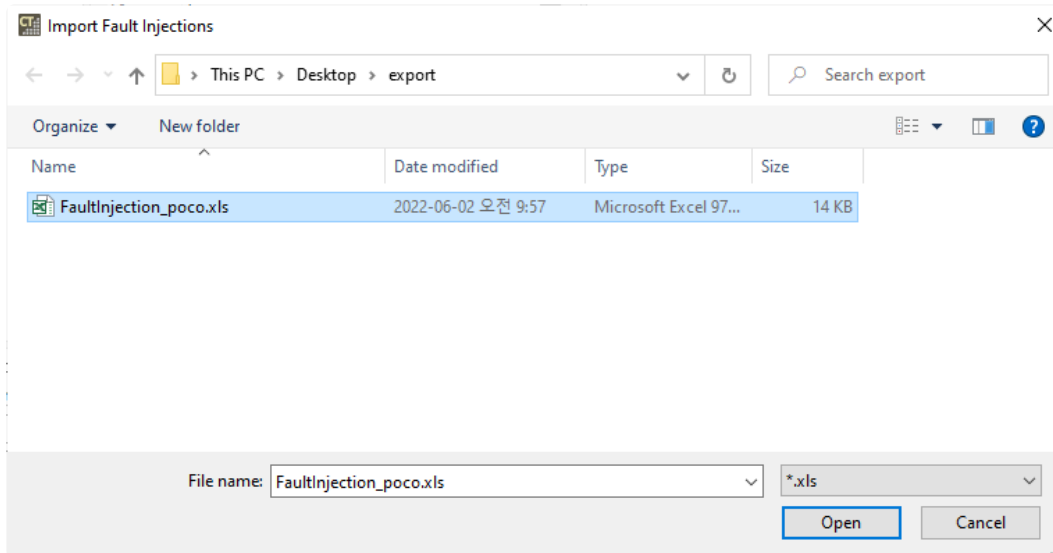 CT Import Fault Injections
This PC > Desktop > export
Search export
Organize New folder
Name Date modified Type Size
FaultInjection_poco.xls 2022-06-02 오전 9:57 Microsoft Excel 97... 14 KB
File name: FaultInjection_poco.xls *.xls
Open Cancel